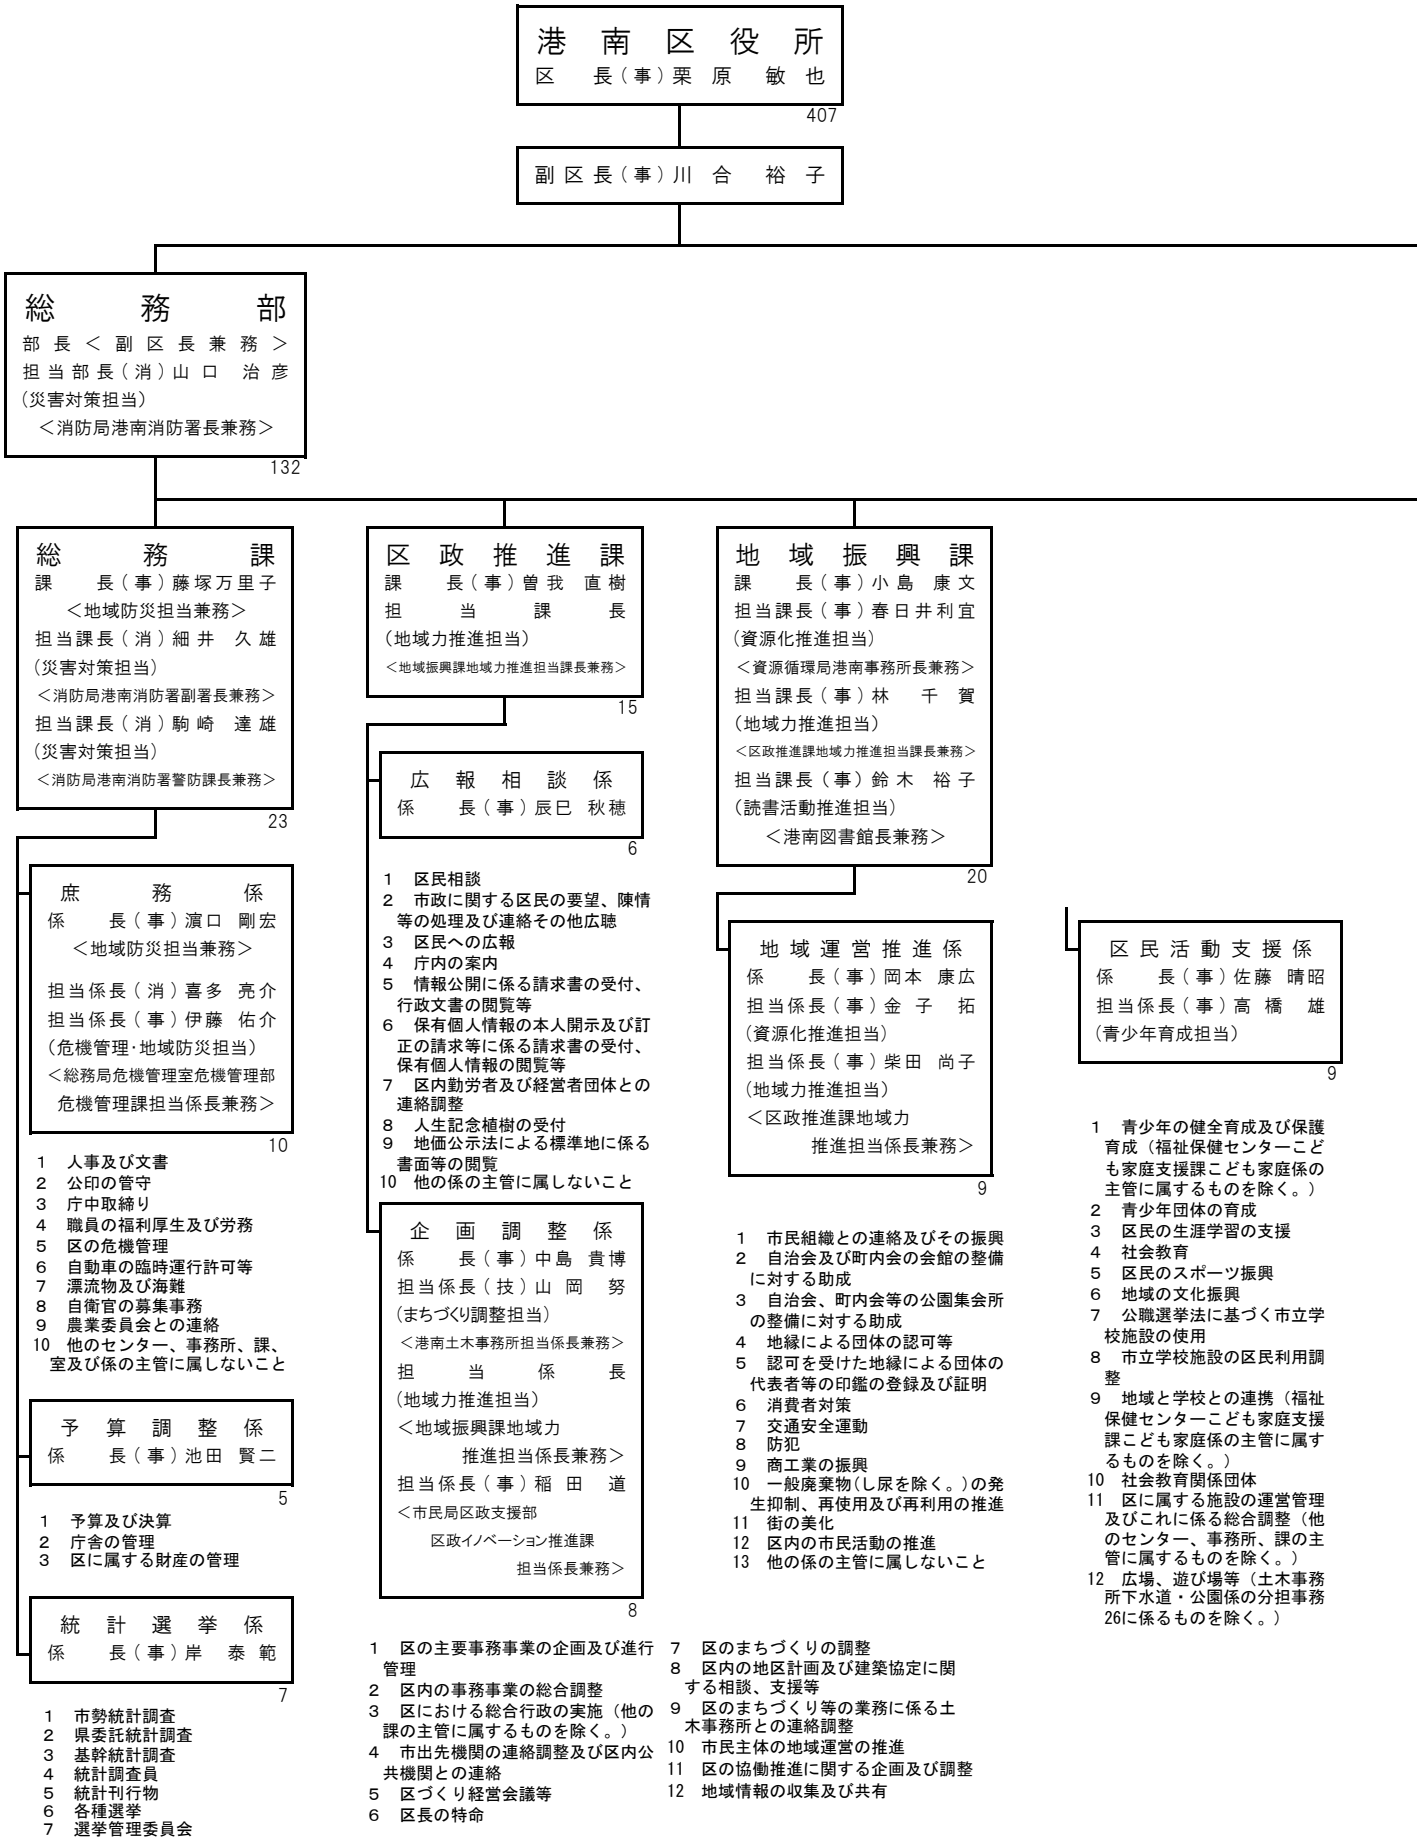 港南区役所
区長(事)栗原 敏也
407
副区長(事)川合 裕子
総務部
部長<副区長兼務>
担当部長(消)山口 治彦
(災害対策担当)
<消防局港南消防署長兼務>
132
総務課
課長(事)藤塚万里子
<地域防災担当兼務>
担当課長(消)細井 久雄
(災害対策担当)
<消防局港南消防署副署長兼務>
担当課長(消)駒崎 達雄
(災害対策担当)
<消防局港南消防署警防課長兼務>
23
庶務係
係長(事)濵口 剛宏
<地域防災担当兼務>
担当係長(消)喜多 亮介
担当係長(事)伊藤 佑介
(危機管理・地域防災担当)
<総務局危機管理室危機管理部
危機管理課担当係長兼務>
10
1 人事及び文書
2 公印の管守
3 庁中取締り
4 職員の福利厚生及び労務
5 区の危機管理
6 自動車の臨時運行許可等
7 漂流物及び海難
8 自衛官の募集事務
9 農業委員会との連絡
10 他のセンター、事務所、課、
室及び係の主管に属しないこと
予算調整係
係長(事)池田 賢二
5
1 予算及び決算
2 庁舎の管理
3 区に属する財産の管理
統計選挙係
係長(事)岸 泰範
7
1 市勢統計調査
2 県委託統計調査
3 基幹統計調査
4 統計調査員
5 統計刊行物
6 各種選挙
7 選挙管理委員会
区政推進課
課長(事)曽我 直樹
担当課長
(地域力推進担当)
<地域振興課地域力推進担当課長兼務>
15
広報相談係
係長(事)辰巳 秋穂
6
1 区民相談
2 市政に関する区民の要望、陳情
等の処理及び連絡その他広聴
3 区民への広報
4 庁内の案内
5 情報公開に係る請求書の受付、
行政文書の閲覧等
6 保有個人情報の本人開示及び訂
正の請求等に係る請求書の受付、
保有個人情報の閲覧等
7 区内勤労者及び経営者団体との
連絡調整
8 人生記念植樹の受付
9 地価公示法による標準地に係る
書面等の閲覧
10 他の係の主管に属しないこと
企画調整係
係長(事)中島 貴博
担当係長(技)山岡 努
(まちづくり調整担当)
<港南土木事務所担当係長兼務>
担当係長
(地域力推進担当)
<地域振興課地域力
推進担当係長兼務>
担当係長(事)稲田 道
<市民局区政支援部
区政イノベーション推進課
担当係長兼務>
8
1 区の主要事務事業の企画及び進行
管理
2 区内の事務事業の総合調整
3 区における総合行政の実施(他の
課の主管に属するものを除く。)
4 市出先機関の連絡調整及び区内公
共機関との連絡
5 区づくり経営会議等
6 区長の特命
7 区のまちづくりの調整
8 区内の地区計画及び建築協定に関
する相談、支援等
9 区のまちづくり等の業務に係る土
木事務所との連絡調整
10 市民主体の地域運営の推進
11 区の協働推進に関する企画及び調整
12 地域情報の収集及び共有
地域振興課
課長(事)小島 康文
担当課長(事)春日井利宜
(資源化推進担当)
<資源循環局港南事務所長兼務>
担当課長(事)林 千賀
(地域力推進担当)
<区政推進課地域力推進担当課長兼務>
担当課長(事)鈴木 裕子
(読書活動推進担当)
<港南図書館長兼務>
20
地域運営推進係
係長(事)岡本 康広
担当係長(事)金子 拓
(資源化推進担当)
担当係長(事)柴田 尚子
(地域力推進担当)
<区政推進課地域力
推進担当係長兼務>
9
1 市民組織との連絡及びその振興
2 自治会及び町内会の会館の整備
に対する助成
3 自治会、町内会等の公園集会所
の整備に対する助成
4 地縁による団体の認可等
5 認可を受けた地縁による団体の
代表者等の印鑑の登録及び証明
6 消費者対策
7 交通安全運動
8 防犯
9 商工業の振興
10 一般廃棄物(し尿を除く。)の発
生抑制、再使用及び再利用の推進
11 街の美化
12 区内の市民活動の推進
13 他の係の主管に属しないこと
区民活動支援係
係長(事)佐藤 晴昭
担当係長(事)高橋 雄
(青少年育成担当)
9
1 青少年の健全育成及び保護
育成(福祉保健センターこど
も家庭支援課こども家庭係の
主管に属するものを除く。)
2 青少年団体の育成
3 区民の生涯学習の支援
4 社会教育
5 区民のスポーツ振興
6 地域の文化振興
7 公職選挙法に基づく市立学
校施設の使用
8 市立学校施設の区民利用調
整
9 地域と学校との連携(福祉
保健センターこども家庭支援
課こども家庭係の主管に属す
るものを除く。)
10 社会教育関係団体
11 区に属する施設の運営管理
及びこれに係る総合調整(他
のセンター、事務所、課の主
管に属するものを除く。)
12 広場、遊び場等(土木事務
所下水道・公園係の分担事務
26に係るものを除く。)